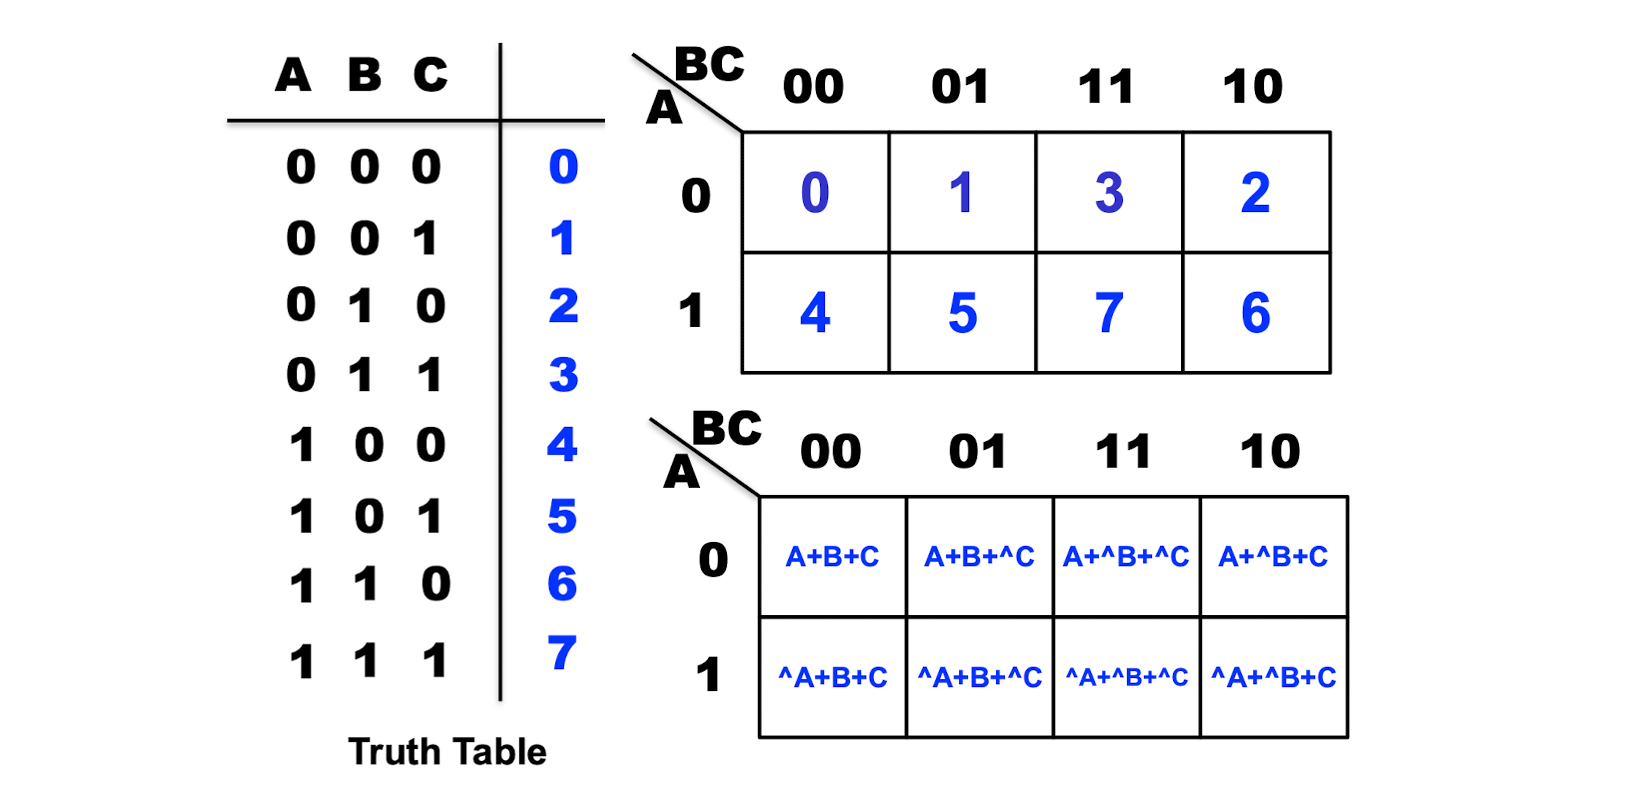 A B C
0 0 0 0
0 0 1 1
0 1 0 2
0 1 1 3
1 0 0 4
1 0 1 5
1 1 0 6
1 1 1 7
Truth Table
BC
A
00 01 11 10
0 0 1 3 2
1 4 5 7 6
BC
A
00 01 11 10
0 A+B+C A+B+^C A+^B+^C A+^B+C
1 ^A+B+C ^A+B+^C ^A+^B+^C ^A+^B+C